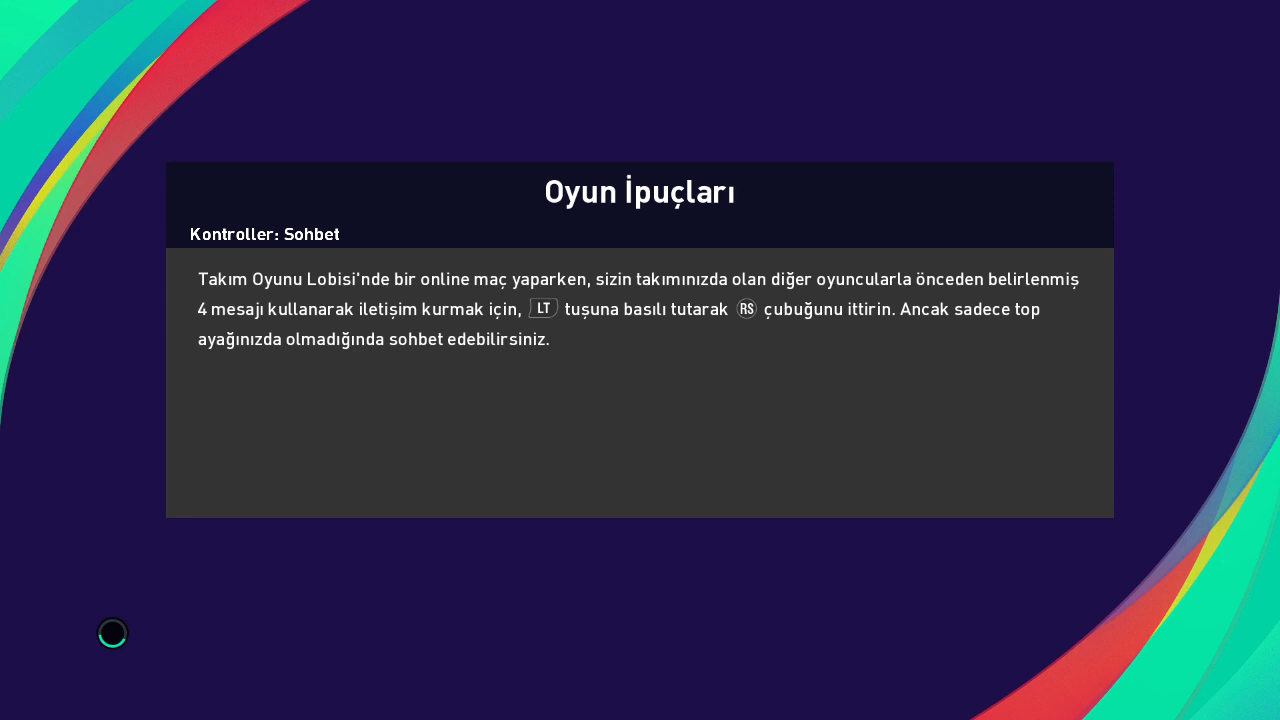 Oyun İpuçları
Kontroller: Sohbet
Takım Oyunu Lobisi'nde bir online maç yaparken, sizin takımınızda olan diğer oyuncularla önceden belirlenmiş
4 mesajı kullanarak iletişim kurmak için, LT tuşuna basılı tutarak RS çubuğunu ittirin. Ancak sadece top
ayağınızda olmadığında sohbet edebilirsiniz.